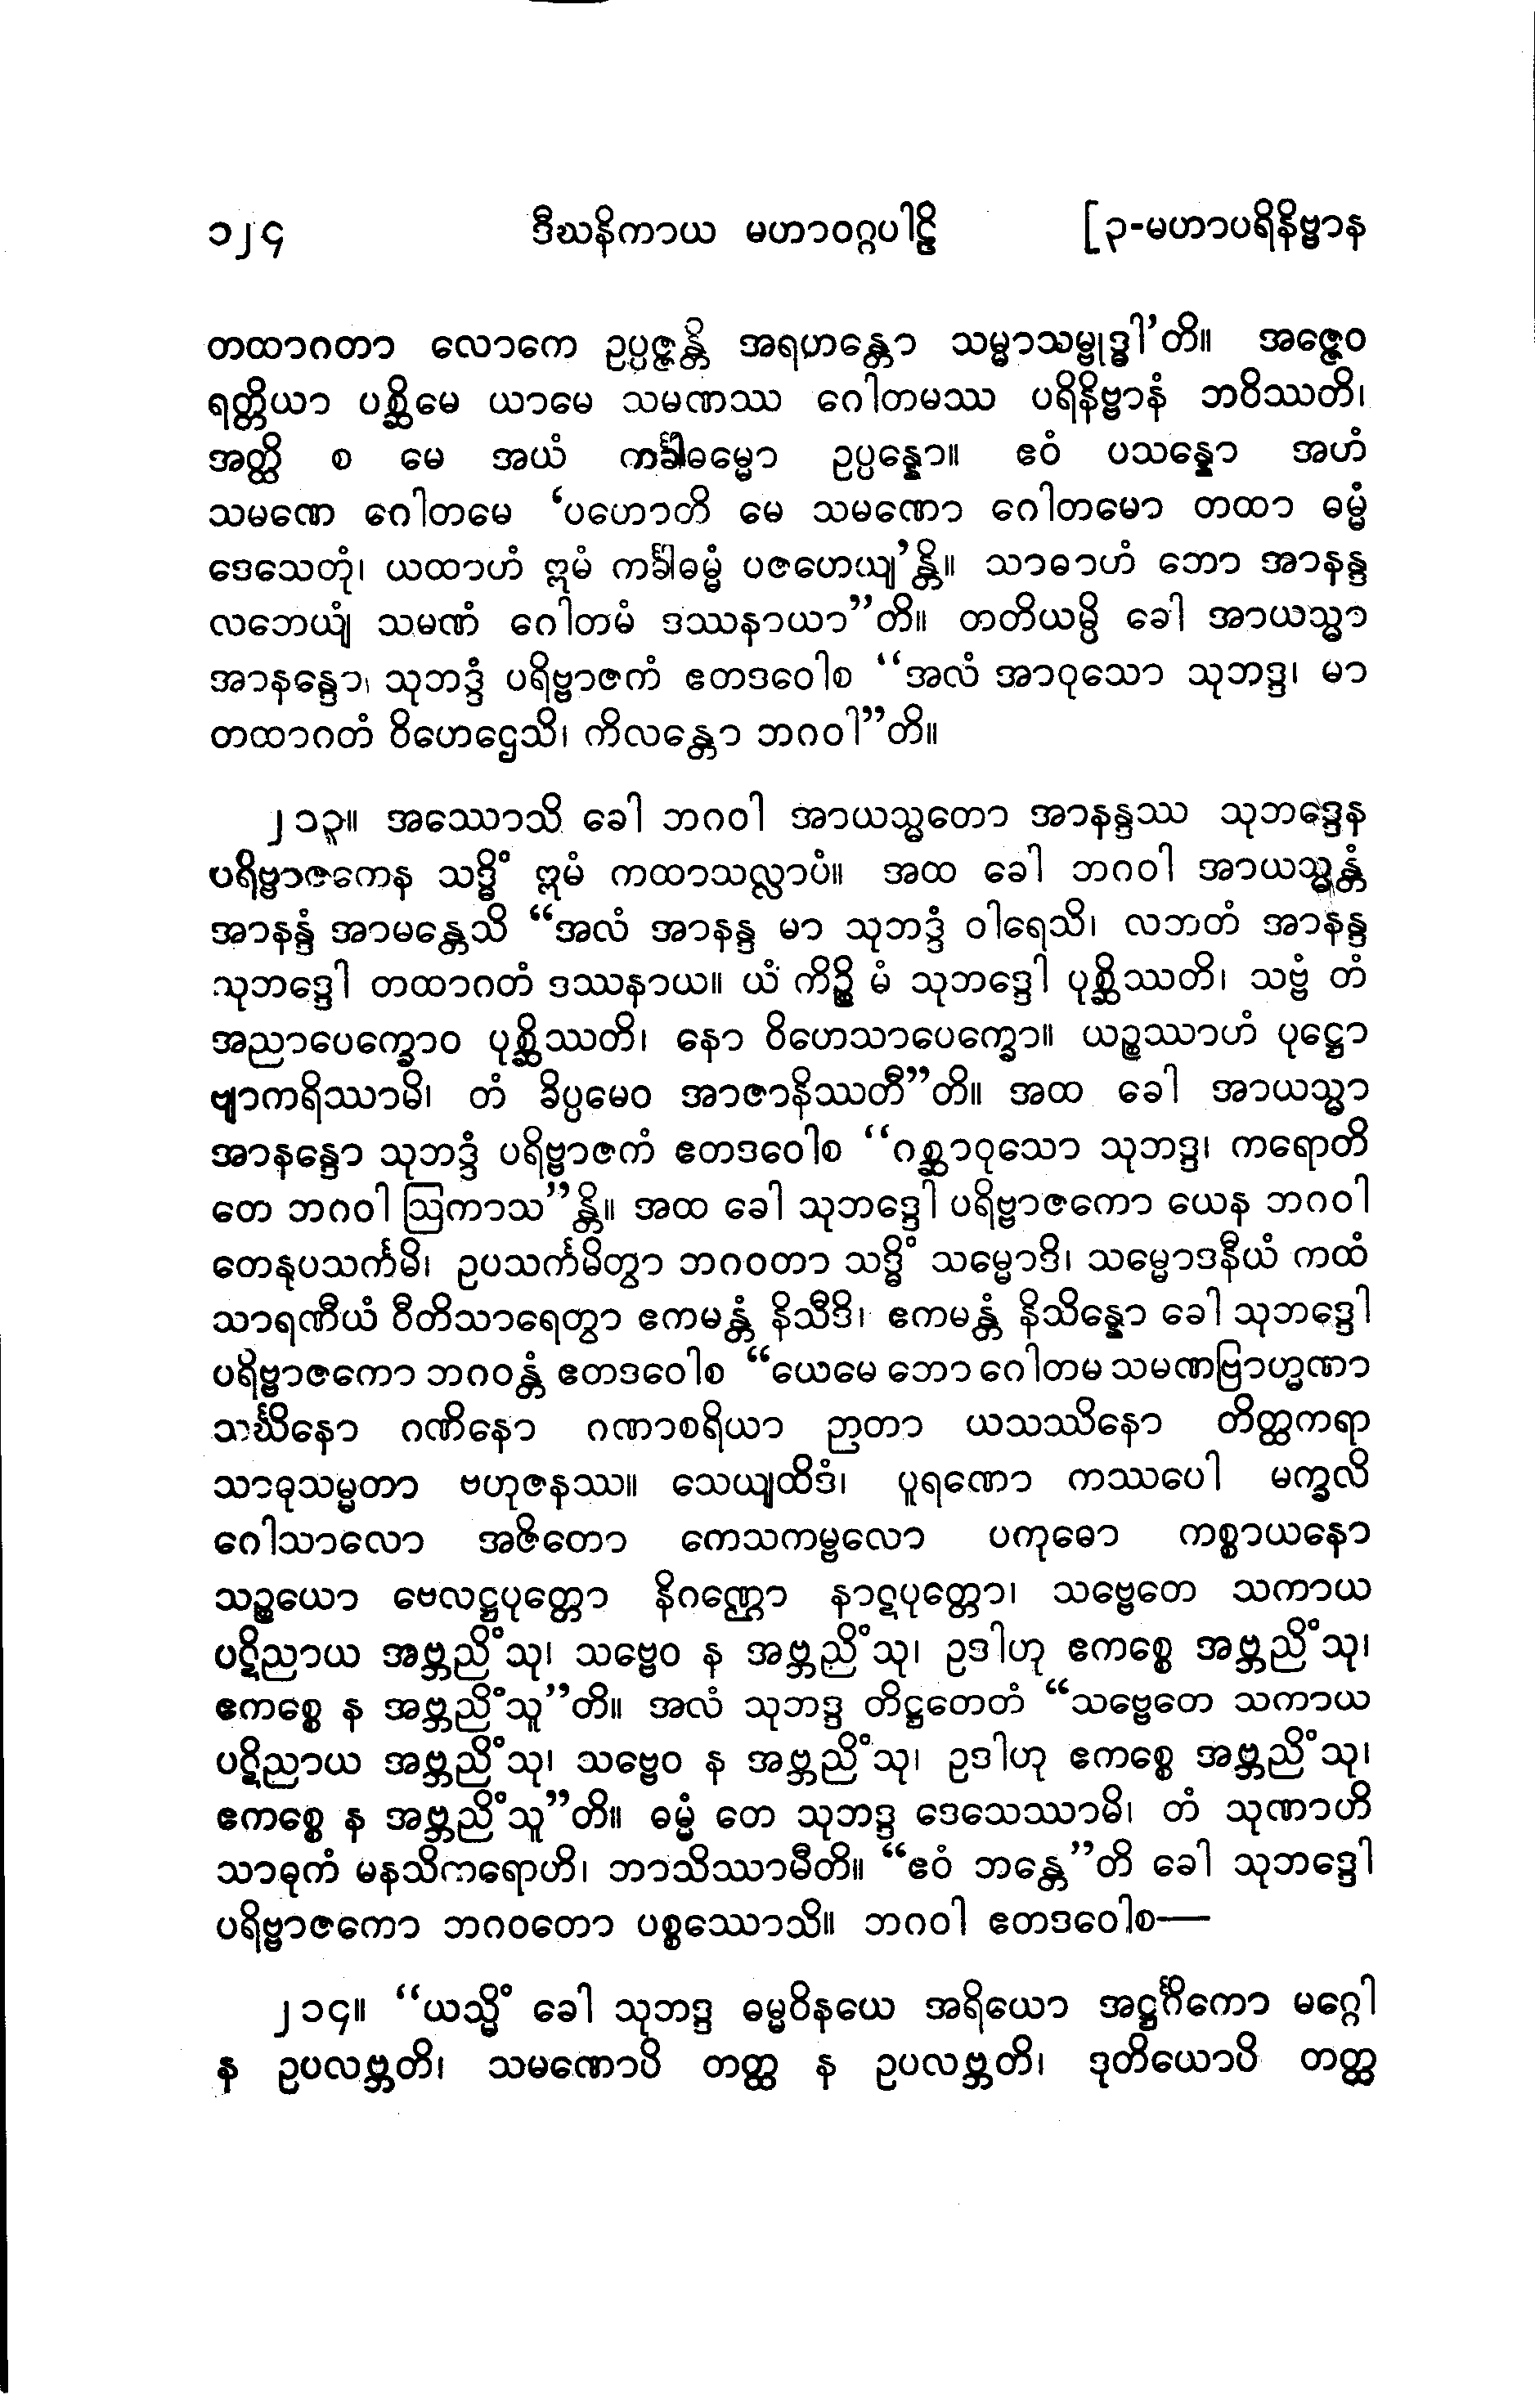 ၁၂၄ ဒီဃနိကာယ မဟာဝဂ္ဂပါဠိ [၃-မဟာပရိနိဗ္ဗာန
တထာဂတာ လောကေ ဥပ္ပဇ္ဇန္တိ အရဟန္တော သမ္မာသမ္ဗုဒ္ဓါ’တိ။ အဇ္ဇေဝ
ရတ္တိယာ ပစ္ဆိမေ ယာမေ သမဏဿ ဂေါတမဿ ပရိနိဗ္ဗာနံ ဘဝိဿတိ၊
အတ္ထိ စ မေ အယံ ကင်္ခါဓမ္မော ဥပ္ပန္နော။ ဧဝံ ပသန္နော အဟံ
သမဏေ ဂေါတမေ ‘ပဟောတိ မေ သမဏော ဂေါတမော တထာ ဓမ္မံ
ဒေသေတုံ၊ ယထာဟံ ဣမံ ကင်္ခါဓမ္မံ ပဇဟေယျ’န္တိ။ သာဓာဟံ ဘော အာနန္ဒ
လဘေယျံ သမဏံ ဂေါတမံ ဒဿနာယာ”တိ။ တတိယမ္ပိ ခေါ အာယသ္မာ
အာနန္ဒော၊ သုဘဒ္ဒံ ပရိဗ္ဗာဇကံ ဧတဒဝေါစ “အလံ အာဝုသော သုဘဒ္ဒ၊ မာ
တထာဂတံ ဝိဟေဌေသိ၊ ကိလန္တော ဘဂဝါ”တိ။
၂၁၃။ အဿောသိ ခေါ ဘဂဝါ အာယသ္မတော အာနန္ဒဿ သုဘဒ္ဒေန
ပရိဗ္ဗာဇကေန သဒ္ဓိံ ဣမံ ကထာသလ္လာပံ။ အထ ခေါ ဘဂဝါ အာယသ္မန္တံ
အာနန္ဒံ အာမန္တေသိ “အလံ အာနန္ဒ မာ သုဘဒ္ဒံ ဝါရေသိ၊ လဘတံ အာနန္ဒ
သုဘဒ္ဒေါ တထာဂတံ ဒဿနာယ။ ယံ ကိဉ္စိ မံ သုဘဒ္ဒေါ ပုစ္ဆိဿတိ၊ သဗ္ဗံ တံ
အညာပေက္ခောဝ ပုစ္ဆိဿတိ၊ နော ဝိဟေသာပေက္ခော။ ယဉ္စဿာဟံ ပုဋ္ဌော
ဗျာကရိဿာမိ၊ တံ ခိပ္ပမေဝ အာဇာနိဿတီ”တိ။ အထ ခေါ အာယသ္မာ
အာနန္ဒော သုဘဒ္ဒံ ပရိဗ္ဗာဇကံ ဧတဒဝေါစ “ဂစ္ဆာဝုသော သုဘဒ္ဒ၊ ကရောတိ
တေ ဘဂဝါ ဩကာသ”န္တိ။ အထ ခေါ သုဘဒ္ဒေါ ပရိဗ္ဗာဇကော ယေန ဘဂဝါ
တေနုပသင်္ကမိ၊ ဥပသင်္ကမိတွာ ဘဂဝတာ သဒ္ဓိံ သမ္မောဒိ၊ သမ္မောဒနီယံ ကထံ
သာရဏီယံ ဝီတိသာရေတွာ ဧကမန္တံ နိသီဒိ၊ ဧကမန္တံ နိသိန္နော ခေါ သုဘဒ္ဒေါ
ပရိဗ္ဗာဇကော ဘဂဝန္တံ ဧတဒဝေါစ “ယေမေ ဘော ဂေါတမ သမဏဗြာဟ္မဏာ
သင်္ဃိနော ဂဏိနော ဂဏာစရိယာ ဉာတာ ယသဿိနော တိတ္ထကရာ
သာဓုသမ္မတာ ဗဟုဇနဿ။ သေယျထိဒံ၊ ပူရဏော ကဿပေါ မက္ခလိ
ဂေါသာလော အဇိတော ကေသကမ္ဗလော ပကုဓော ကစ္စာယနော
သဉ္စယော ဗေလဋ္ဌပုတ္တော နိဂဏ္ဌော နာဋပုတ္တော၊ သဗ္ဗေတေ သကာယ
ပဋိညာယ အဗ္ဘညိံသု၊ သဗ္ဗေဝ န အဗ္ဘညိံသု၊ ဥဒါဟု ဧကစ္စေ အဗ္ဘညိံသု၊
ဧကစ္စေ န အဗ္ဘညိံသူ”တိ။ အလံ သုဘဒ္ဒ တိဋ္ဌတေတံ “သဗ္ဗေတေ သကာယ
ပဋိညာယ အဗ္ဘညိံသု၊ သဗ္ဗေဝ န အဗ္ဘညိံသု၊ ဥဒါဟု ဧကစ္စေ အဗ္ဘညိံသု၊
ဧကစ္စေ န အဗ္ဘညိံသူ”တိ။ ဓမ္မံ တေ သုဘဒ္ဒ ဒေသေဿာမိ၊ တံ သုဏာဟိ
သာဓုကံ မနသိကရောဟိ၊ ဘာသိဿာမီတိ။ “ဧဝံ ဘန္တေ”တိ ခေါ သုဘဒ္ဒေါ
ပရိဗ္ဗာဇကော ဘဂဝတော ပစ္စဿောသိ။ ဘဂဝါ ဧတဒဝေါစ—
၂၁၄။ “ယသ္မိံ ခေါ သုဘဒ္ဒ ဓမ္မဝိနယေ အရိယော အဋ္ဌင်္ဂိကော မဂ္ဂေါ
န ဥပလဗ္ဘတိ၊ သမဏောပိ တတ္ထ န ဥပလဗ္ဘတိ၊ ဒုတိယောပိ တတ္ထ